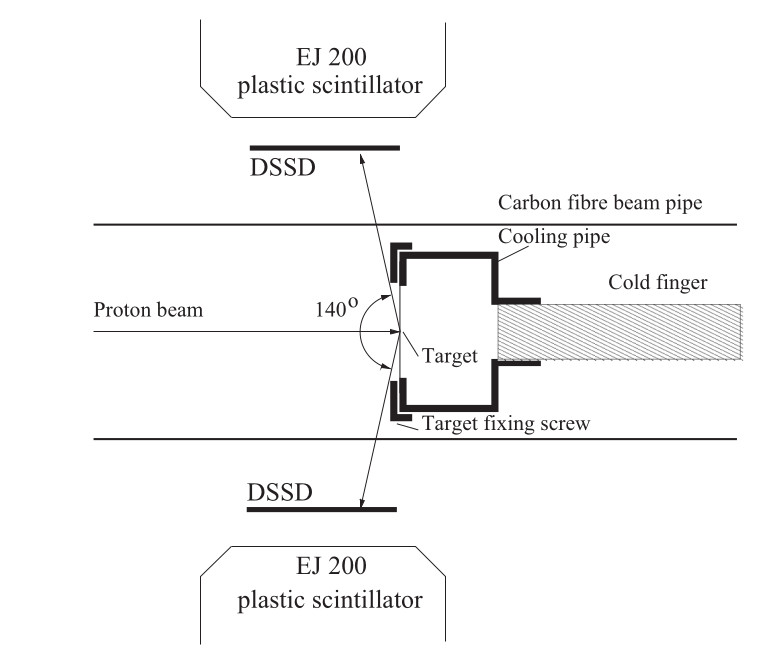 EJ 200
plastic scintillator
DSSD
Carbon fibre beam pipe
Cooling pipe
Cold finger
Proton beam
140°
Target
Target fixing screw
DSSD
EJ 200
plastic scintillator